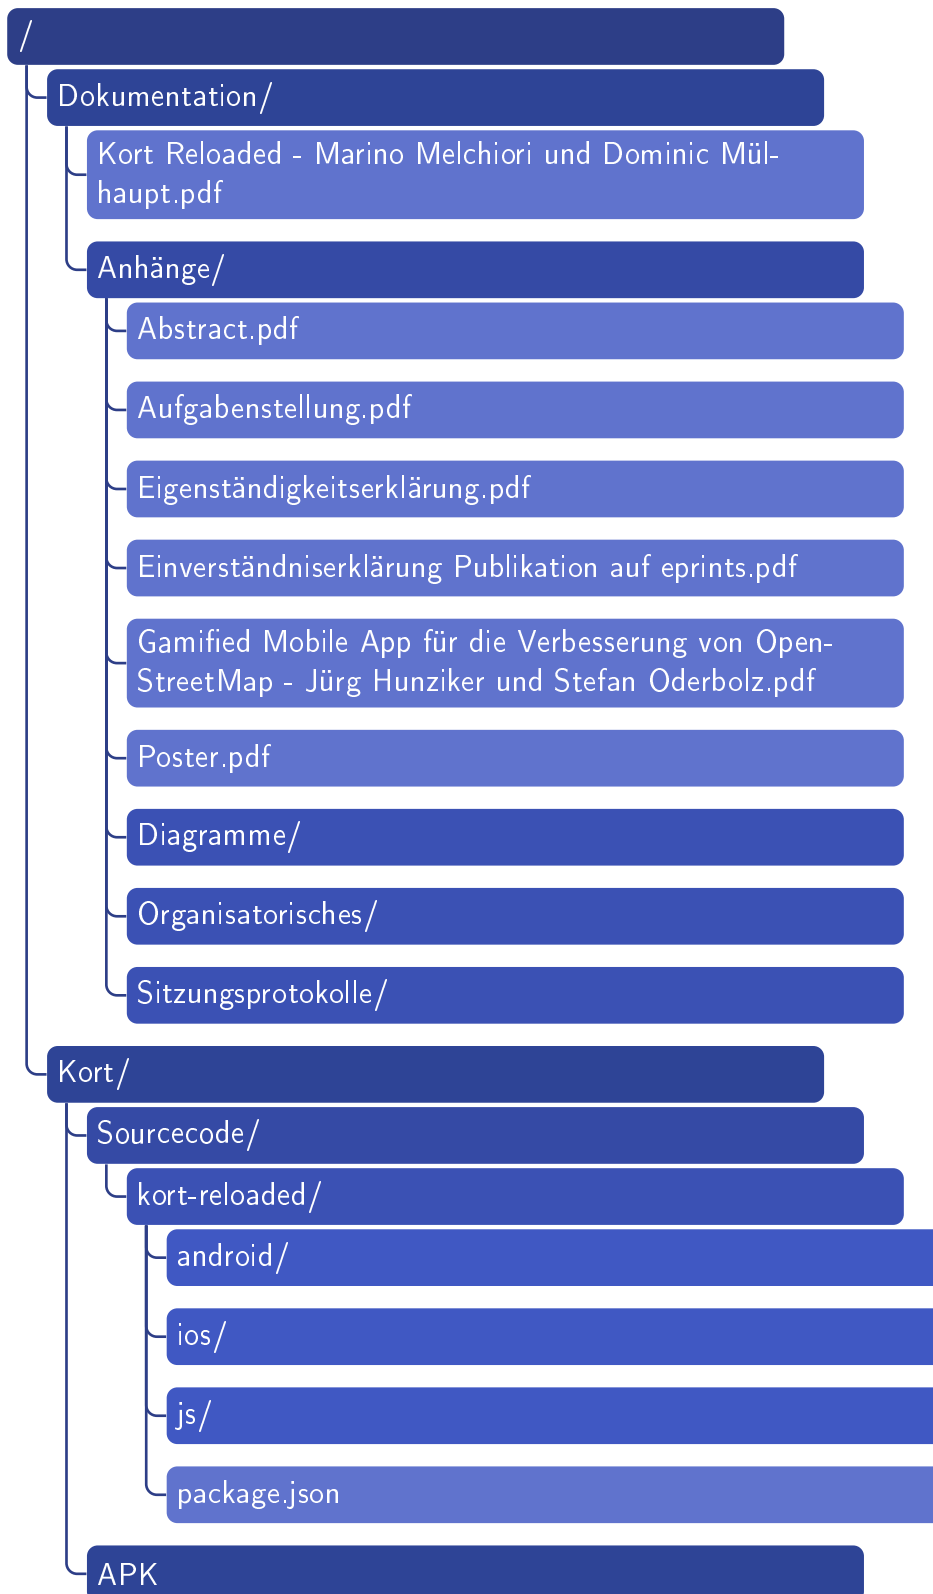 /
Dokumentation/
Kort Reloaded - Marino Melchiori und Dominic Mül-
haupt.pdf
Anhänge/
Abstract.pdf
Aufgabenstellung.pdf
Eigenständigkeitserklärung.pdf
Einverständniserklärung Publikation auf eprints.pdf
Gamified Mobile App für die Verbesserung von Open-
StreetMap - Jürg Hunziker und Stefan Oderbolz.pdf
Poster.pdf
Diagramme/
Organisatorisches/
Sitzungsprotokolle/
Kort/
Sourcecode/
kort-reloaded/
android/
ios/
js/
package.json
APK